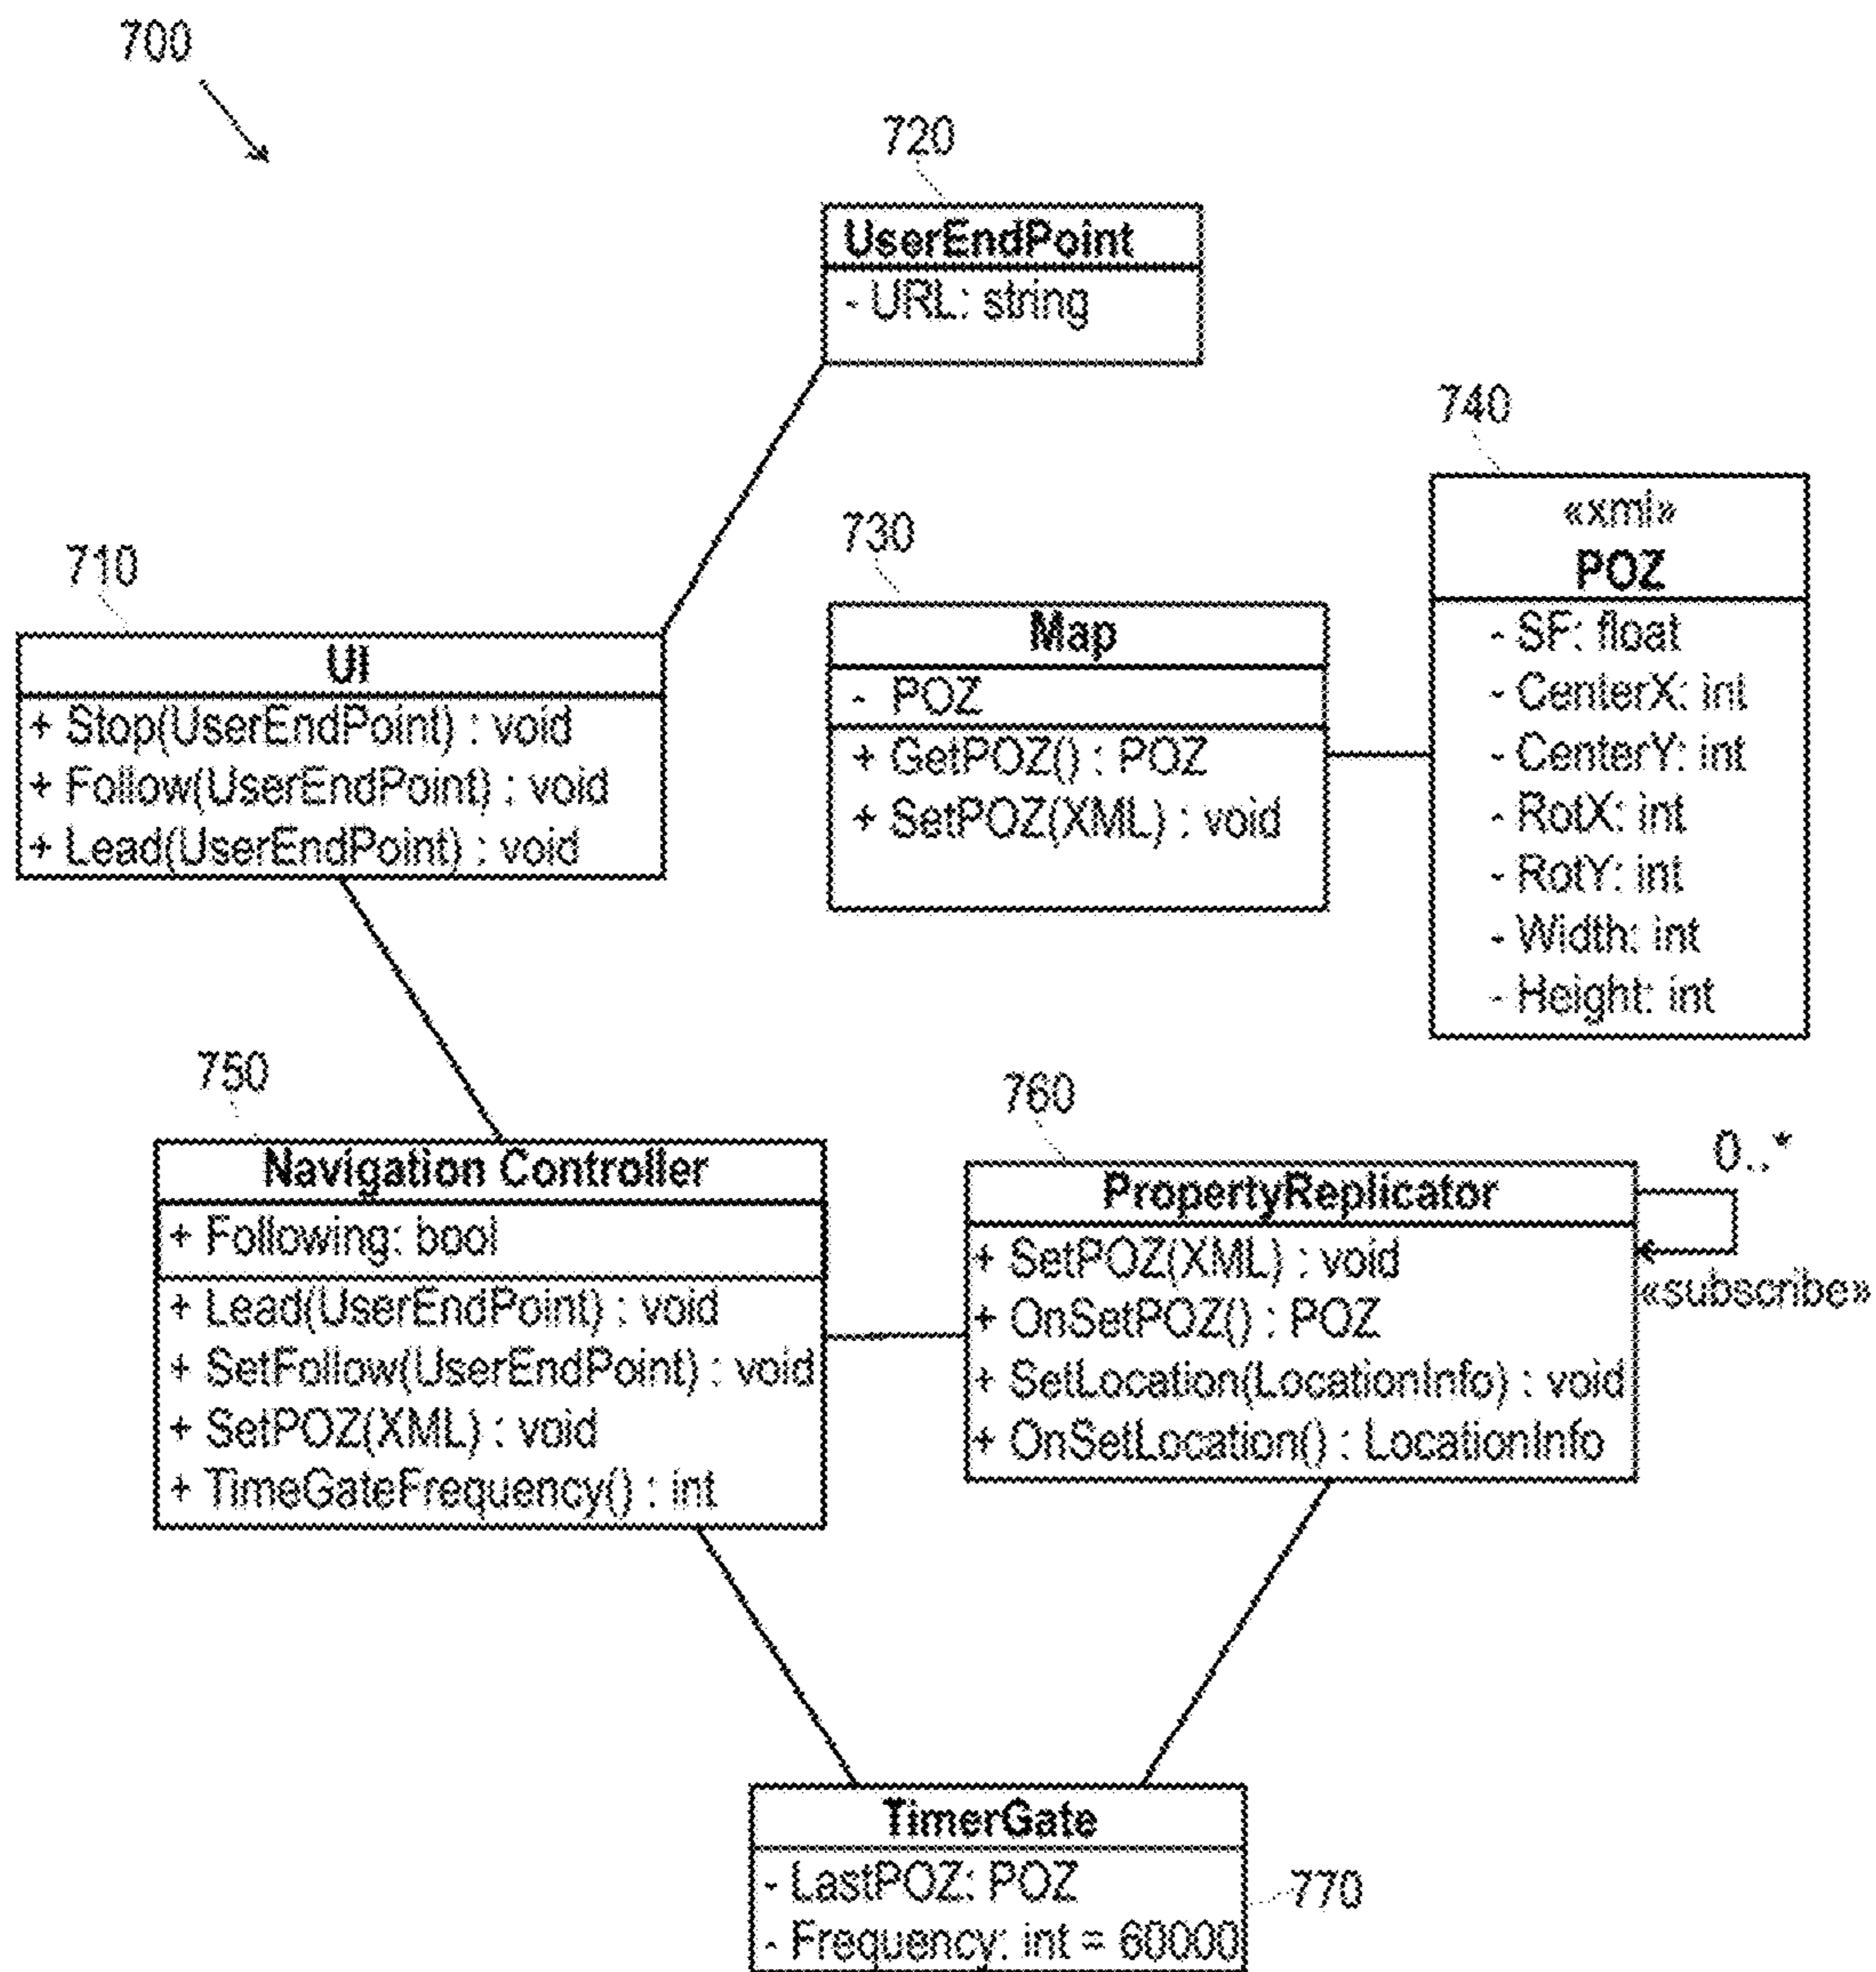 700
720
UserEndPoint
- URL: string
740
«xml»
POZ
- SF: float
- CenterX: int
- CenterY: int
- RotX: int
- RotY: int
- Width: int
- Height: int
730
Map
- POZ
+ GetPOZ() : POZ
+ SetPOZ(XML) : void
710
UI
+ Stop(UserEndPoint) : void
+ Follow(UserEndPoint) : void
+ Lead(UserEndPoint) : void
750
Navigation Controller
+ Following: bool
+ Lead(UserEndPoint) : void
+ SetFollow(UserEndPoint) : void
+ SetPOZ(XML) : void
+ TimeGateFrequency() : int
760
PropertyReplicator
+ SetPOZ(XML) : void
+ OnSetPOZ() : POZ
+ SetLocation(LocationInfo) : void
+ OnSetLocation() : LocationInfo
0..*
«subscribe»
TimerGate
- LastPOZ: POZ
- Frequency: int = 60000
770